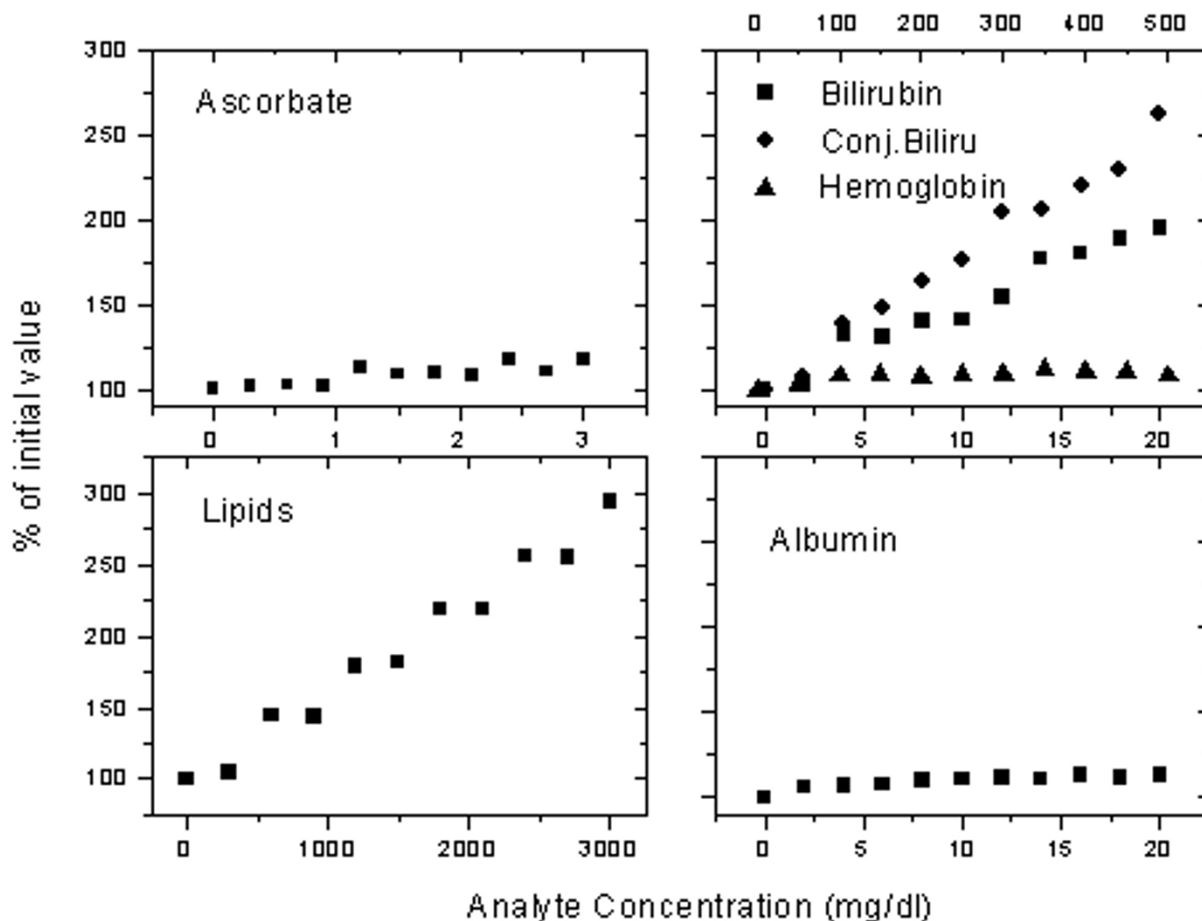 0 100 200 300 400 500
300
250
200
150
100
Ascorbate
Bilirubin
Conj.Biliru
Hemoglobin
0 1 2 3
0 5 10 15 20
% of initial value
300
250
200
150
100
Lipids
Albumin
0 1000 2000 3000
0 5 10 15 20
Analyte Concentration (mg/dl)